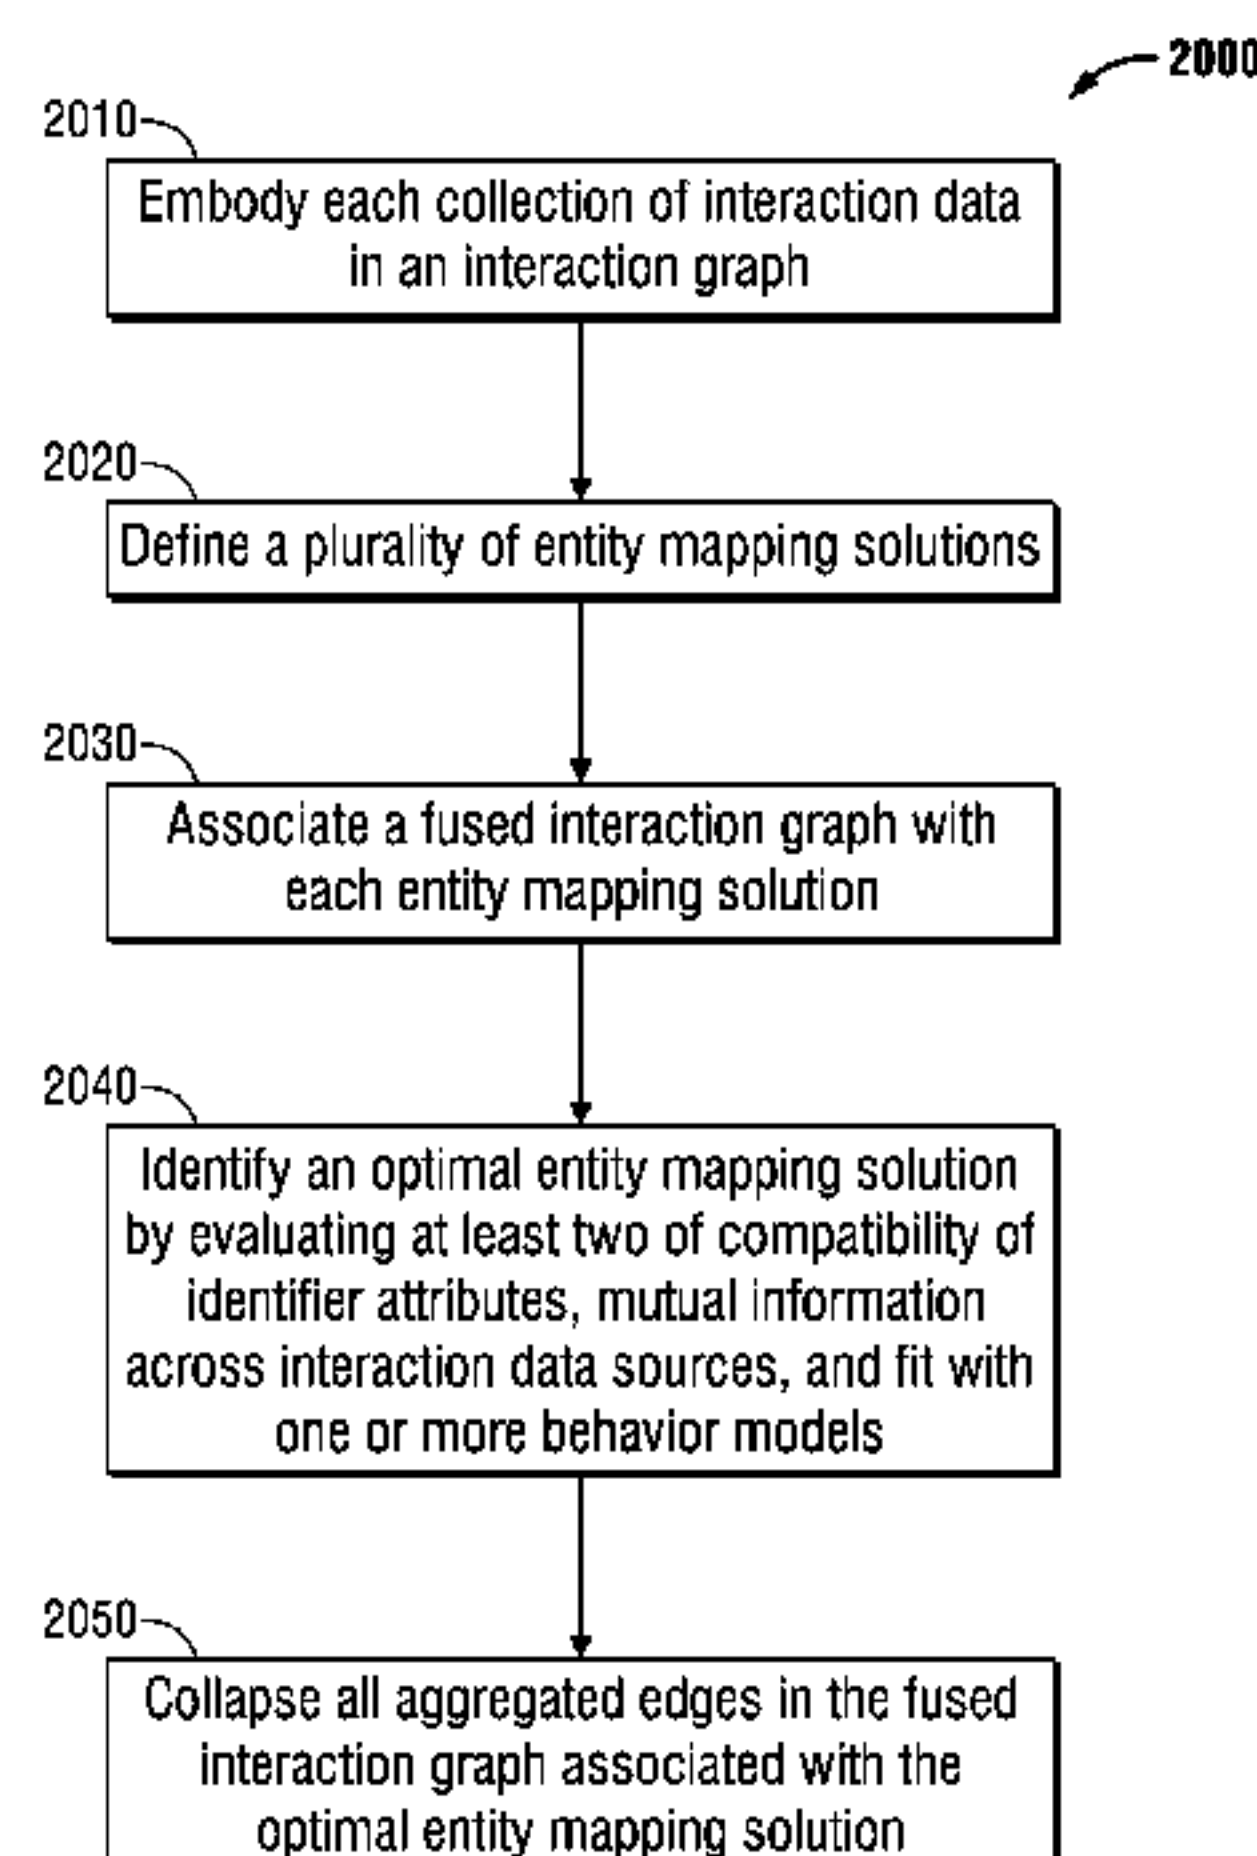 2000
2010
Embody each collection of interaction data
in an interaction graph
2020
Define a plurality of entity mapping solutions
2030
Associate a fused interaction graph with
each entity mapping solution
2040
Identify an optimal entity mapping solution
by evaluating at least two of compatibility of
identifier attributes, mutual information
across interaction data sources, and fit with
one or more behavior models
2050
Collapse all aggregated edges in the fused
interaction graph associated with the
optimal entity mapping solution